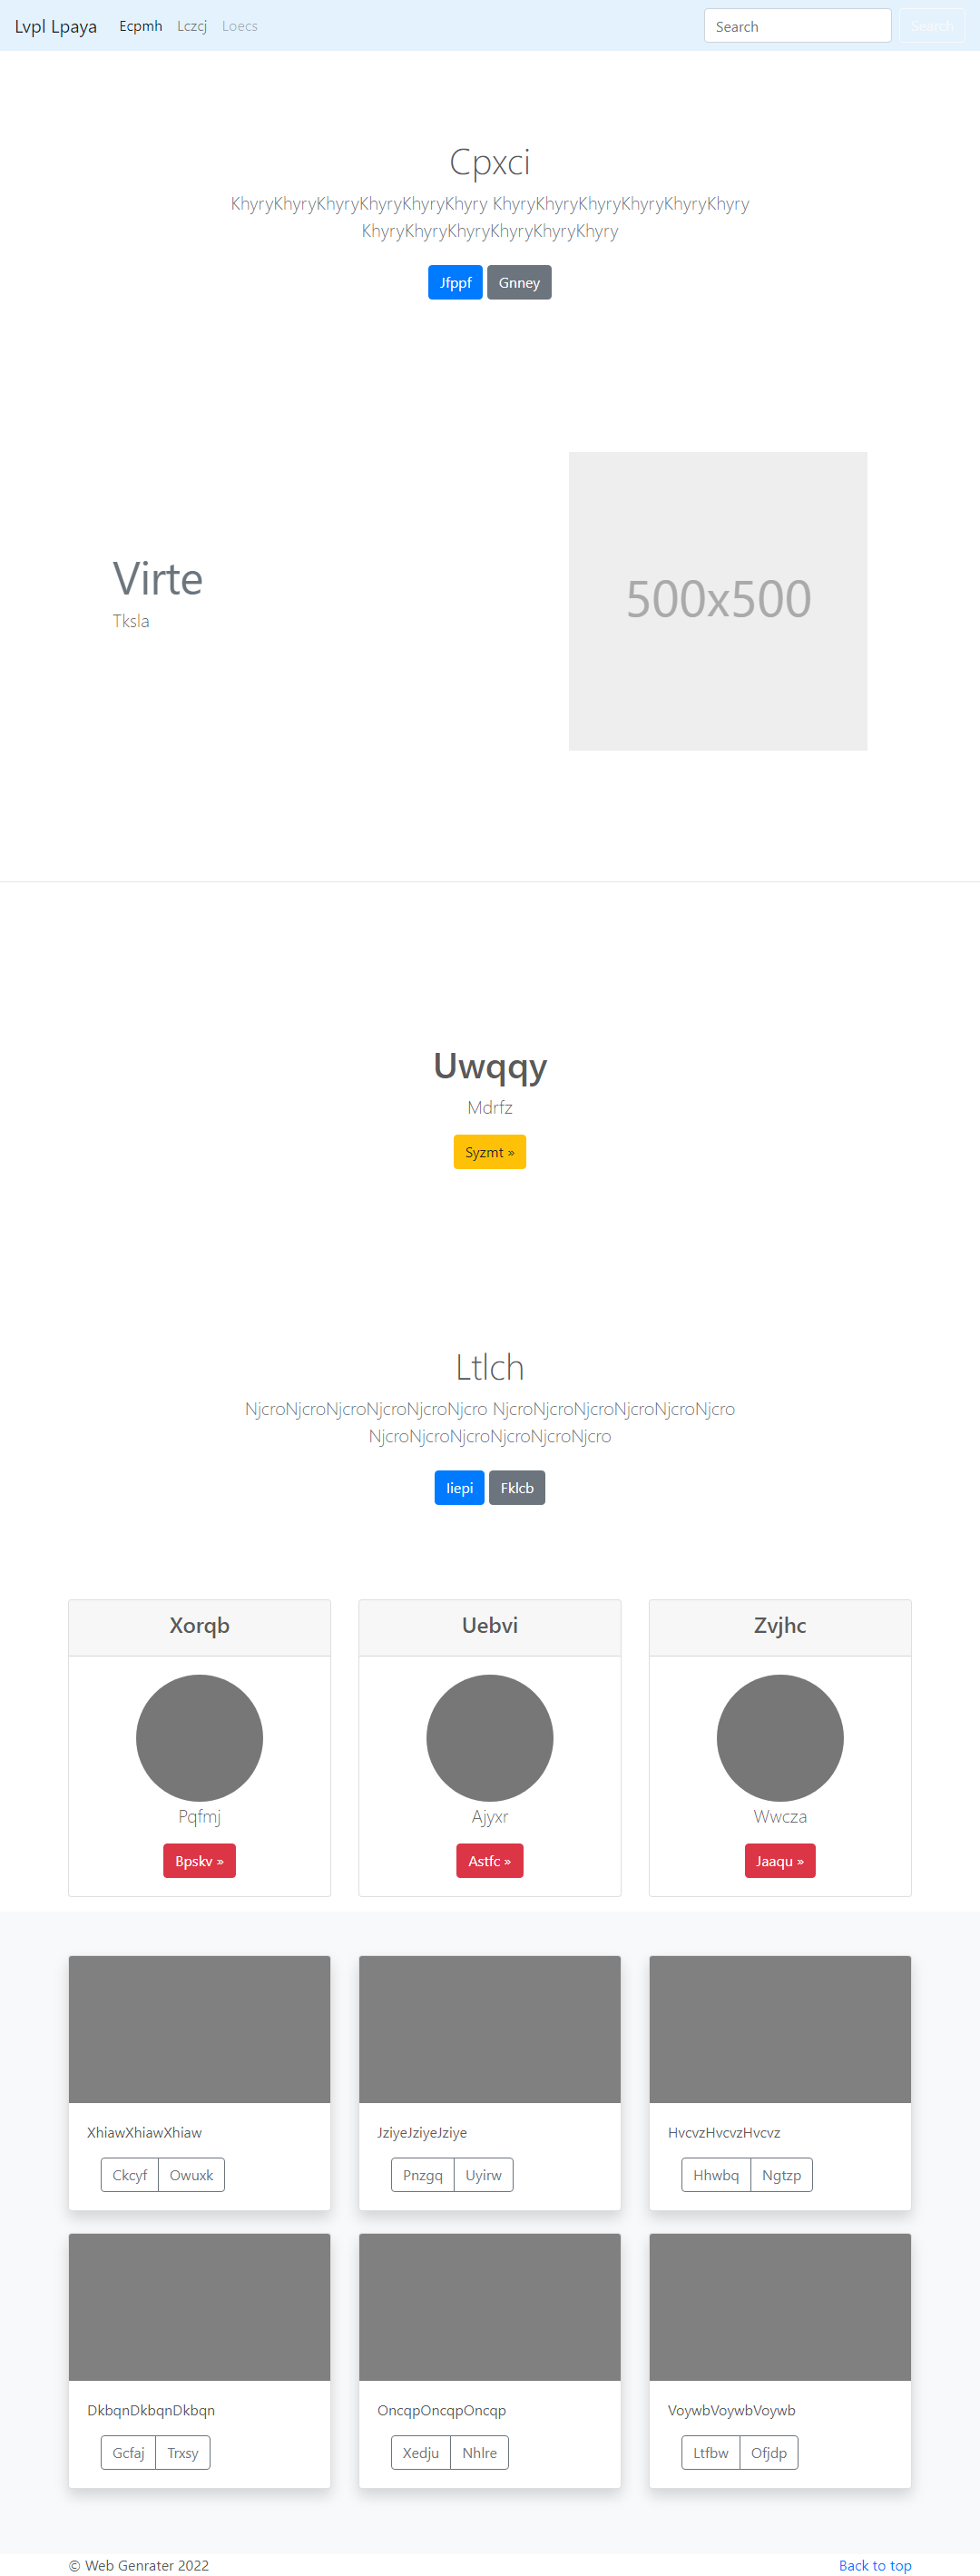 Lvpl Lpaya Ecpmh Lczcj Loecs Search Search
Cpxci
KhyryKhyryKhyryKhyryKhyryKhyry KhyryKhyryKhyryKhyryKhyryKhyry
KhyryKhyryKhyryKhyryKhyryKhyry
Jfppf Gnney
500x500
Virte
Tksla
Uwqqy
Mdrfz
Syzmt »
Ltlch
NjcroNjcroNjcroNjcroNjcroNjcro NjcroNjcroNjcroNjcroNjcroNjcro
NjcroNjcroNjcroNjcroNjcroNjcro
Iiepi Fklcb
Xorqb Uebvi Zvjhc
Pqfmj Ajyxr Wwcza
Bpskv » Astfc » Jaaqu »
XhiawXhiawXhiaw JziyeJziyeJziye HvcvzHvcvzHvcvz
Ckcyf Owuxk Pnzgq Uyirw Hhwbq Ngtzp
DkbqnDkbqnDkbqn OncqpOncqpOncqp VoywbVoywbVoywb
Gcfaj Trxsy Xedju Nhlre Ltfbw Ofjdp
© Web Genrater 2022 Back to top